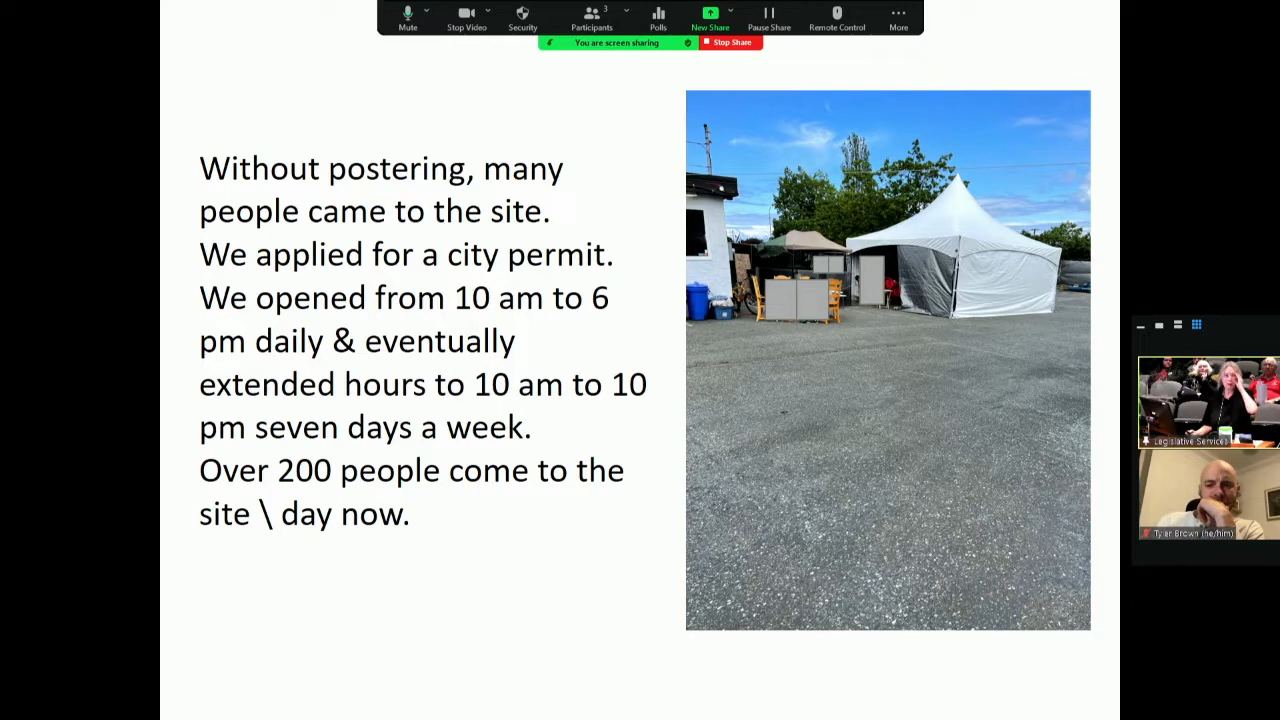 Mute
Stop Video
Security
3
Participants
Polls
New Share
Pause Share
Remote Control
More
You are screen sharing
Stop Share
Without postering, many
people came to the site.
We applied for a city permit.
We opened from 10 am to 6
pm daily & eventually
extended hours to 10 am to 10
pm seven days a week.
Over 200 people come to the
site \ day now.
Legislative Services
Tyler Brown (he/him)